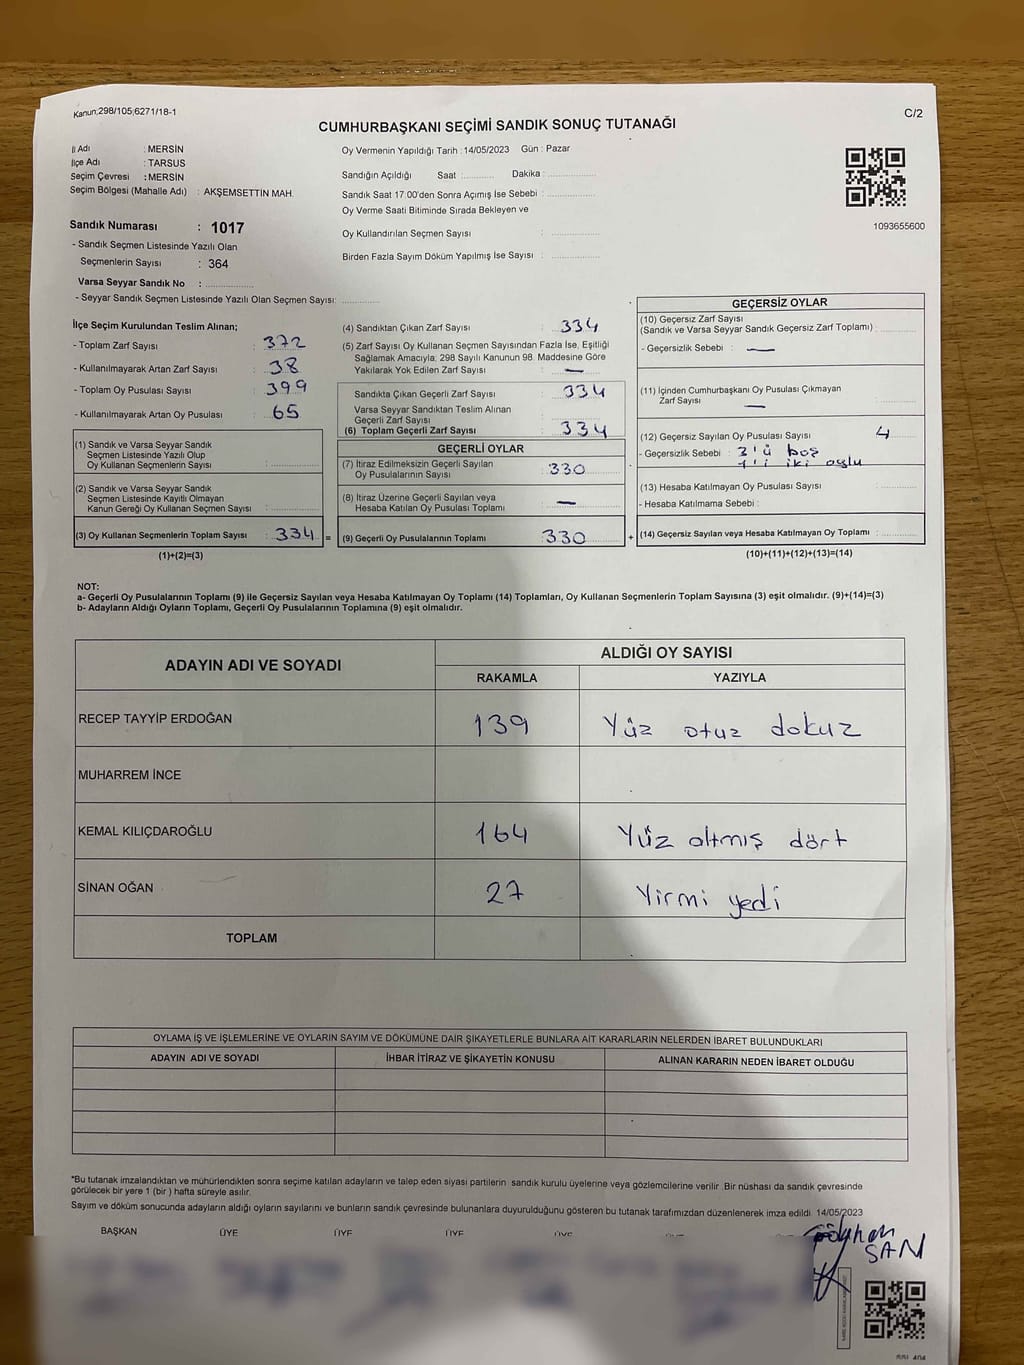 Kanun;298/105;6271/18-1
C/2
CUMHURBAŞKANI SEÇİMİ SANDIK SONUÇ TUTANAĞI
İl Adı : MERSİN
İlçe Adı : TARSUS
Seçim Çevresi : MERSİN
Seçim Bölgesi (Mahalle Adı) : AKŞEMSETTİN MAH.
Oy Vermenin Yapıldığı Tarih : 14/05/2023 Gün : Pazar
Sandığın Açıldığı Saat : Dakika :
Sandık Saat 17:00'den Sonra Açımış İse Sebebi :
Oy Verme Saati Bitiminde Sırada Bekleyen ve
Oy Kullandırılan Seçmen Sayısı :
Birden Fazla Sayım Döküm Yapılmış İse Sayısı :
1093655600
Sandık Numarası : 1017
- Sandık Seçmen Listesinde Yazılı Olan
Seçmenlerin Sayısı : 364
Varsa Seyyar Sandık No :
- Seyyar Sandık Seçmen Listesinde Yazılı Olan Seçmen Sayısı:
İlçe Seçim Kurulundan Teslim Alınan;
- Toplam Zarf Sayısı : 372
- Kullanılmayarak Artan Zarf Sayısı : 38
- Toplam Oy Pusulası Sayısı : 399
- Kullanılmayarak Artan Oy Pusulası : 65
(1) Sandık ve Varsa Seyyar Sandık
Seçmen Listesinde Yazılı Olup
Oy Kullanan Seçmenlerin Sayısı :
(2) Sandık ve Varsa Seyyar Sandık
Seçmen Listesinde Kayıtlı Olmayan
Kanun Gereği Oy Kullanan Seçmen Sayısı :
(3) Oy Kullanan Seçmenlerin Toplam Sayısı : 334 =
(1)+(2)=(3)
(4) Sandıktan Çıkan Zarf Sayısı : 334
(5) Zarf Sayısı Oy Kullanan Seçmen Sayısından Fazla İse, Eşitliği
Sağlamak Amacıyla; 298 Sayılı Kanunun 98. Maddesine Göre
Yakılarak Yok Edilen Zarf Sayısı : —
Sandıkta Çıkan Geçerli Zarf Sayısı : 334
Varsa Seyyar Sandıktan Teslim Alınan
Geçerli Zarf Sayısı :
(6) Toplam Geçerli Zarf Sayısı : 334
GEÇERLİ OYLAR
(7) İtiraz Edilmeksizin Geçerli Sayılan
Oy Pusulalarının Sayısı : 330
(8) İtiraz Üzerine Geçerli Sayılan veya
Hesaba Katılan Oy Pusulası Toplamı : —
(9) Geçerli Oy Pusulalarının Toplamı : 330 +
GEÇERSİZ OYLAR
(10) Geçersiz Zarf Sayısı
(Sandık ve Varsa Seyyar Sandık Geçersiz Zarf Toplamı) :
- Geçersizlik Sebebi : —
(11) İçinden Cumhurbaşkanı Oy Pusulası Çıkmayan
Zarf Sayısı : —
(12) Geçersiz Sayılan Oy Pusulası Sayısı : 4
- Geçersizlik Sebebi : 3'ü boş
1'i iki oylu
(13) Hesaba Katılmayan Oy Pusulası Sayısı :
- Hesaba Katılmama Sebebi :
(14) Geçersiz Sayılan veya Hesaba Katılmayan Oy Toplamı :
(10)+(11)+(12)+(13)=(14)
NOT:
a- Geçerli Oy Pusulalarının Toplamı (9) ile Geçersiz Sayılan veya Hesaba Katılmayan Oy Toplamı (14) Toplamları, Oy Kullanan Seçmenlerin Toplam Sayısına (3) eşit olmalıdır. (9)+(14)=(3)
b- Adayların Aldığı Oyların Toplamı, Geçerli Oy Pusulalarının Toplamına (9) eşit olmalıdır.
ADAYIN ADI VE SOYADI
ALDIĞI OY SAYISI
RAKAMLA YAZIYLA
RECEP TAYYİP ERDOĞAN 139 Yüz otuz dokuz
MUHARREM İNCE
KEMAL KILIÇDAROĞLU 164 Yüz altmış dört
SİNAN OĞAN 27 Yirmi yedi
TOPLAM
OYLAMA İŞ VE İŞLEMLERİNE VE OYLARIN SAYIM VE DÖKÜMÜNE DAİR ŞİKAYETLERLE BUNLARA AİT KARARLARIN NELERDEN İBARET BULUNDUKLARI
ADAYIN ADI VE SOYADI İHBAR İTİRAZ VE ŞİKAYETİN KONUSU ALINAN KARARIN NEDEN İBARET OLDUĞU
*Bu tutanak imzalandıktan ve mühürlendikten sonra seçime katılan adayların ve talep eden siyasi partilerin sandık kurulu üyelerine veya gözlemcilerine verilir. Bir nüshası da sandık çevresinde
görülecek bir yere 1 (bir ) hafta süreyle asılır.
Sayım ve döküm sonucunda adayların aldığı oyların sayılarını ve bunların sandık çevresinde bulunanlara duyurulduğunu gösteren bu tutanak tarafımızdan düzenlenerek imza edildi. 14/05/2023
BAŞKAN ÜYE ÜYE ÜYE ÜYE
SAN